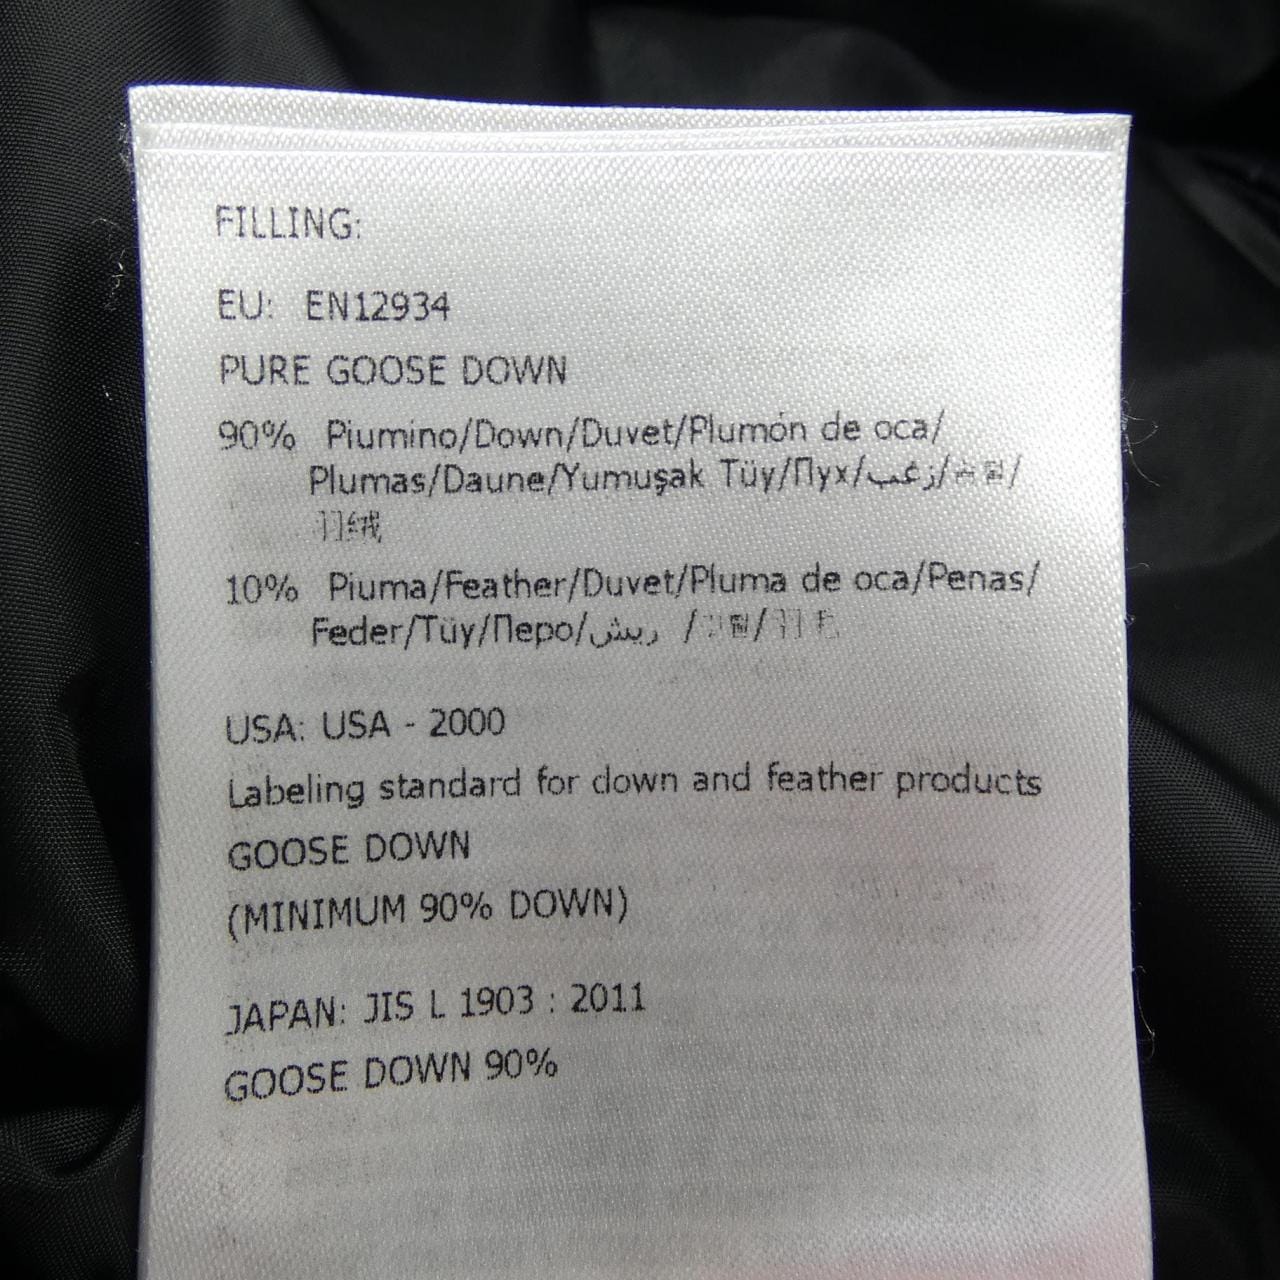 FILLING:
EU: EN12934
PURE GOOSE DOWN
90% Piumino/Down/Duvet/Plumón de oca/
Plumas/Daune/Yumuşak Tüy/Пух/زغب/
羽绒
10% Piuma/Feather/Duvet/Pluma de oca/Penas/
Feder/Tüy/Перо/ريش /羽毛
USA: USA - 2000
Labeling standard for down and feather products
GOOSE DOWN
(MINIMUM 90% DOWN)
JAPAN: JIS L 1903 : 2011
GOOSE DOWN 90%